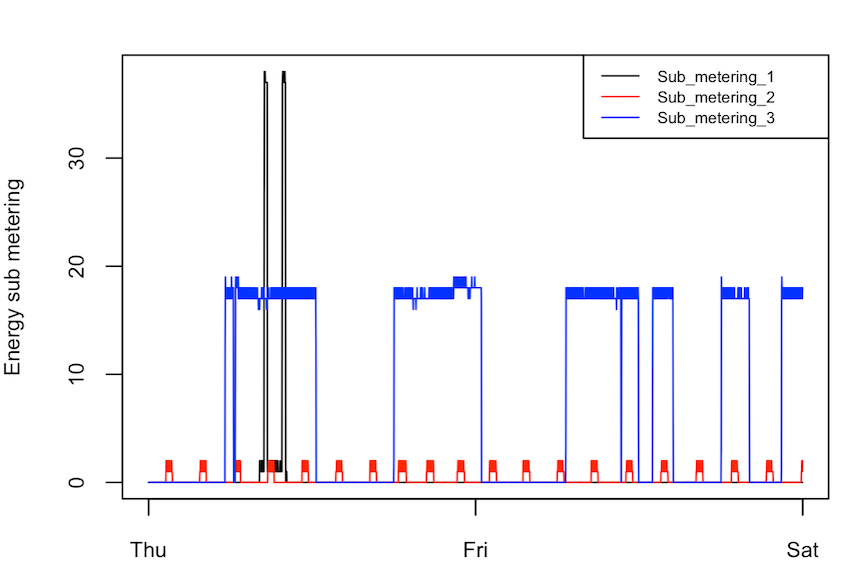 Sub_metering_1
Sub_metering_2
Sub_metering_3
Energy sub metering
30
20
10
0
Thu Fri Sat